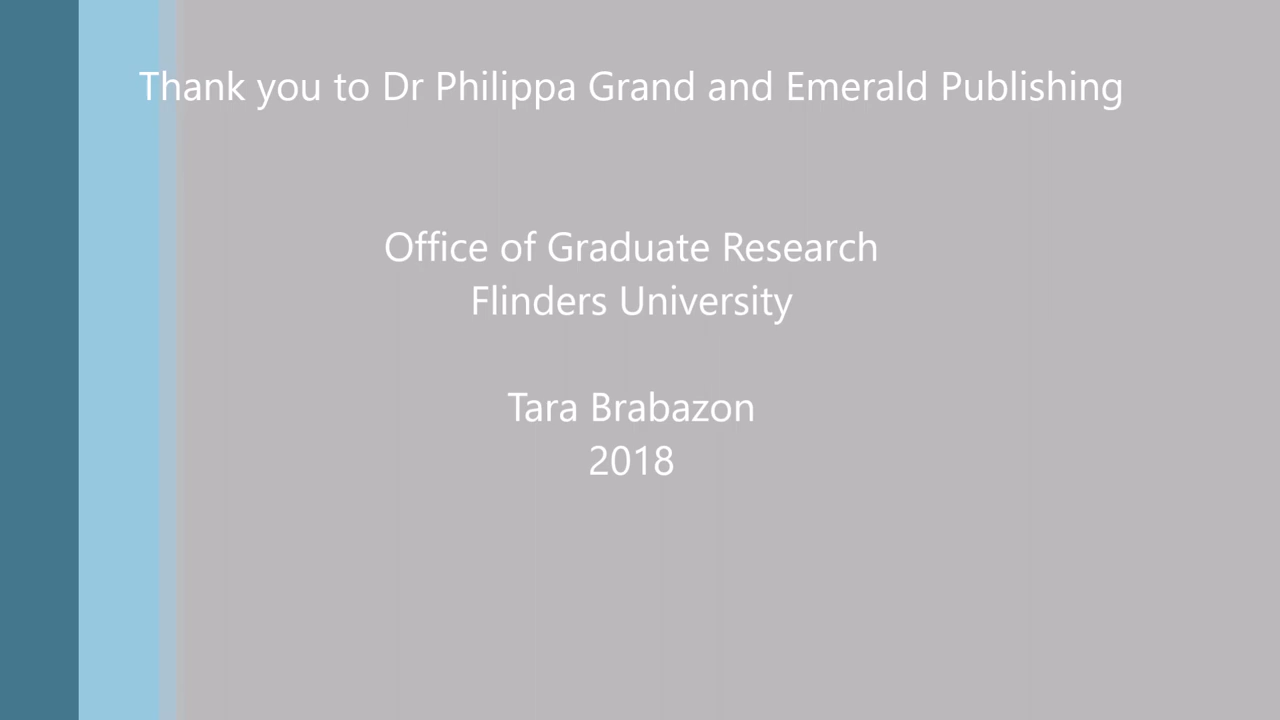 Thank you to Dr Philippa Grand and Emerald Publishing
Office of Graduate Research
Flinders University
Tara Brabazon
2018